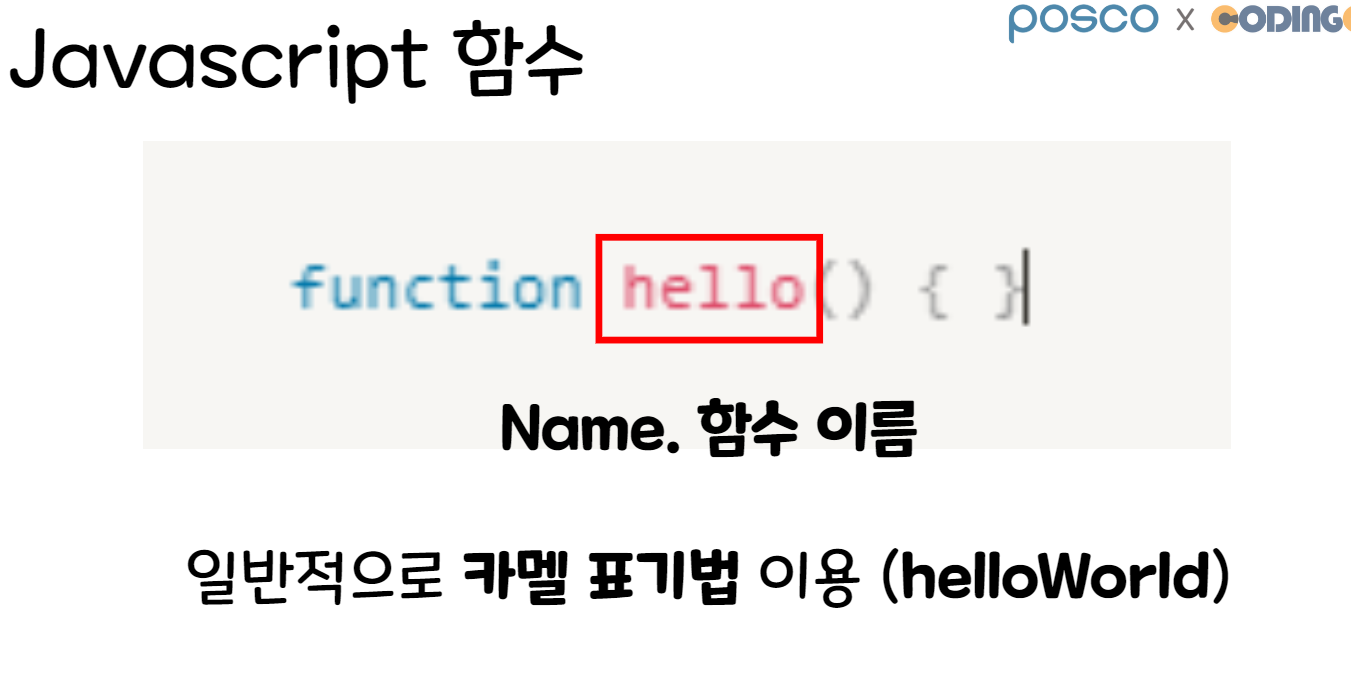 Javascript 함수
posco x CODING
function hello() { }
Name. 함수 이름
일반적으로 카멜 표기법 이용 (helloWorld)